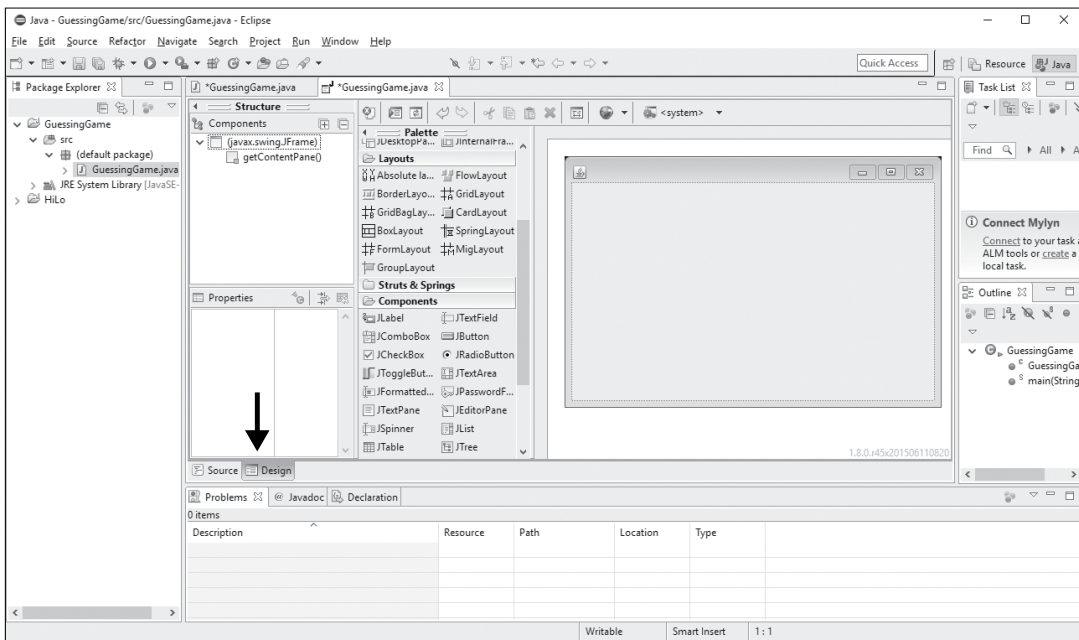 Java - GuessingGame/src/GuessingGame.java - Eclipse
File Edit Source Refactor Navigate Search Project Run Window Help
Quick Access
Resource
Java
Package Explorer
GuessingGame
src
(default package)
GuessingGame.java
JRE System Library [JavaSE-
HiLo
*GuessingGame.java
*GuessingGame.java
Structure
Components
(javax.swing.JFrame)
getContentPane()
Properties
Source
Design
<system>
Palette
JDesktopPa... JInternalFra...
Layouts
Absolute la... FlowLayout
BorderLayo... GridLayout
GridBagLay... CardLayout
BoxLayout SpringLayout
FormLayout MigLayout
GroupLayout
Struts & Springs
Components
JLabel JTextField
JComboBox JButton
JCheckBox JRadioButton
JToggleBut... JTextArea
JFormatted... JPasswordF...
JTextPane JEditorPane
JSpinner JList
JTable JTree
1.8.0.r45x201506110820
Task List
Find All A
Connect Mylyn
Connect to your task a
ALM tools or create a
local task.
Outline
GuessingGame
GuessingGa
main(String
Problems @ Javadoc Declaration
0 items
Description Resource Path Location Type
Writable Smart Insert 1 : 1